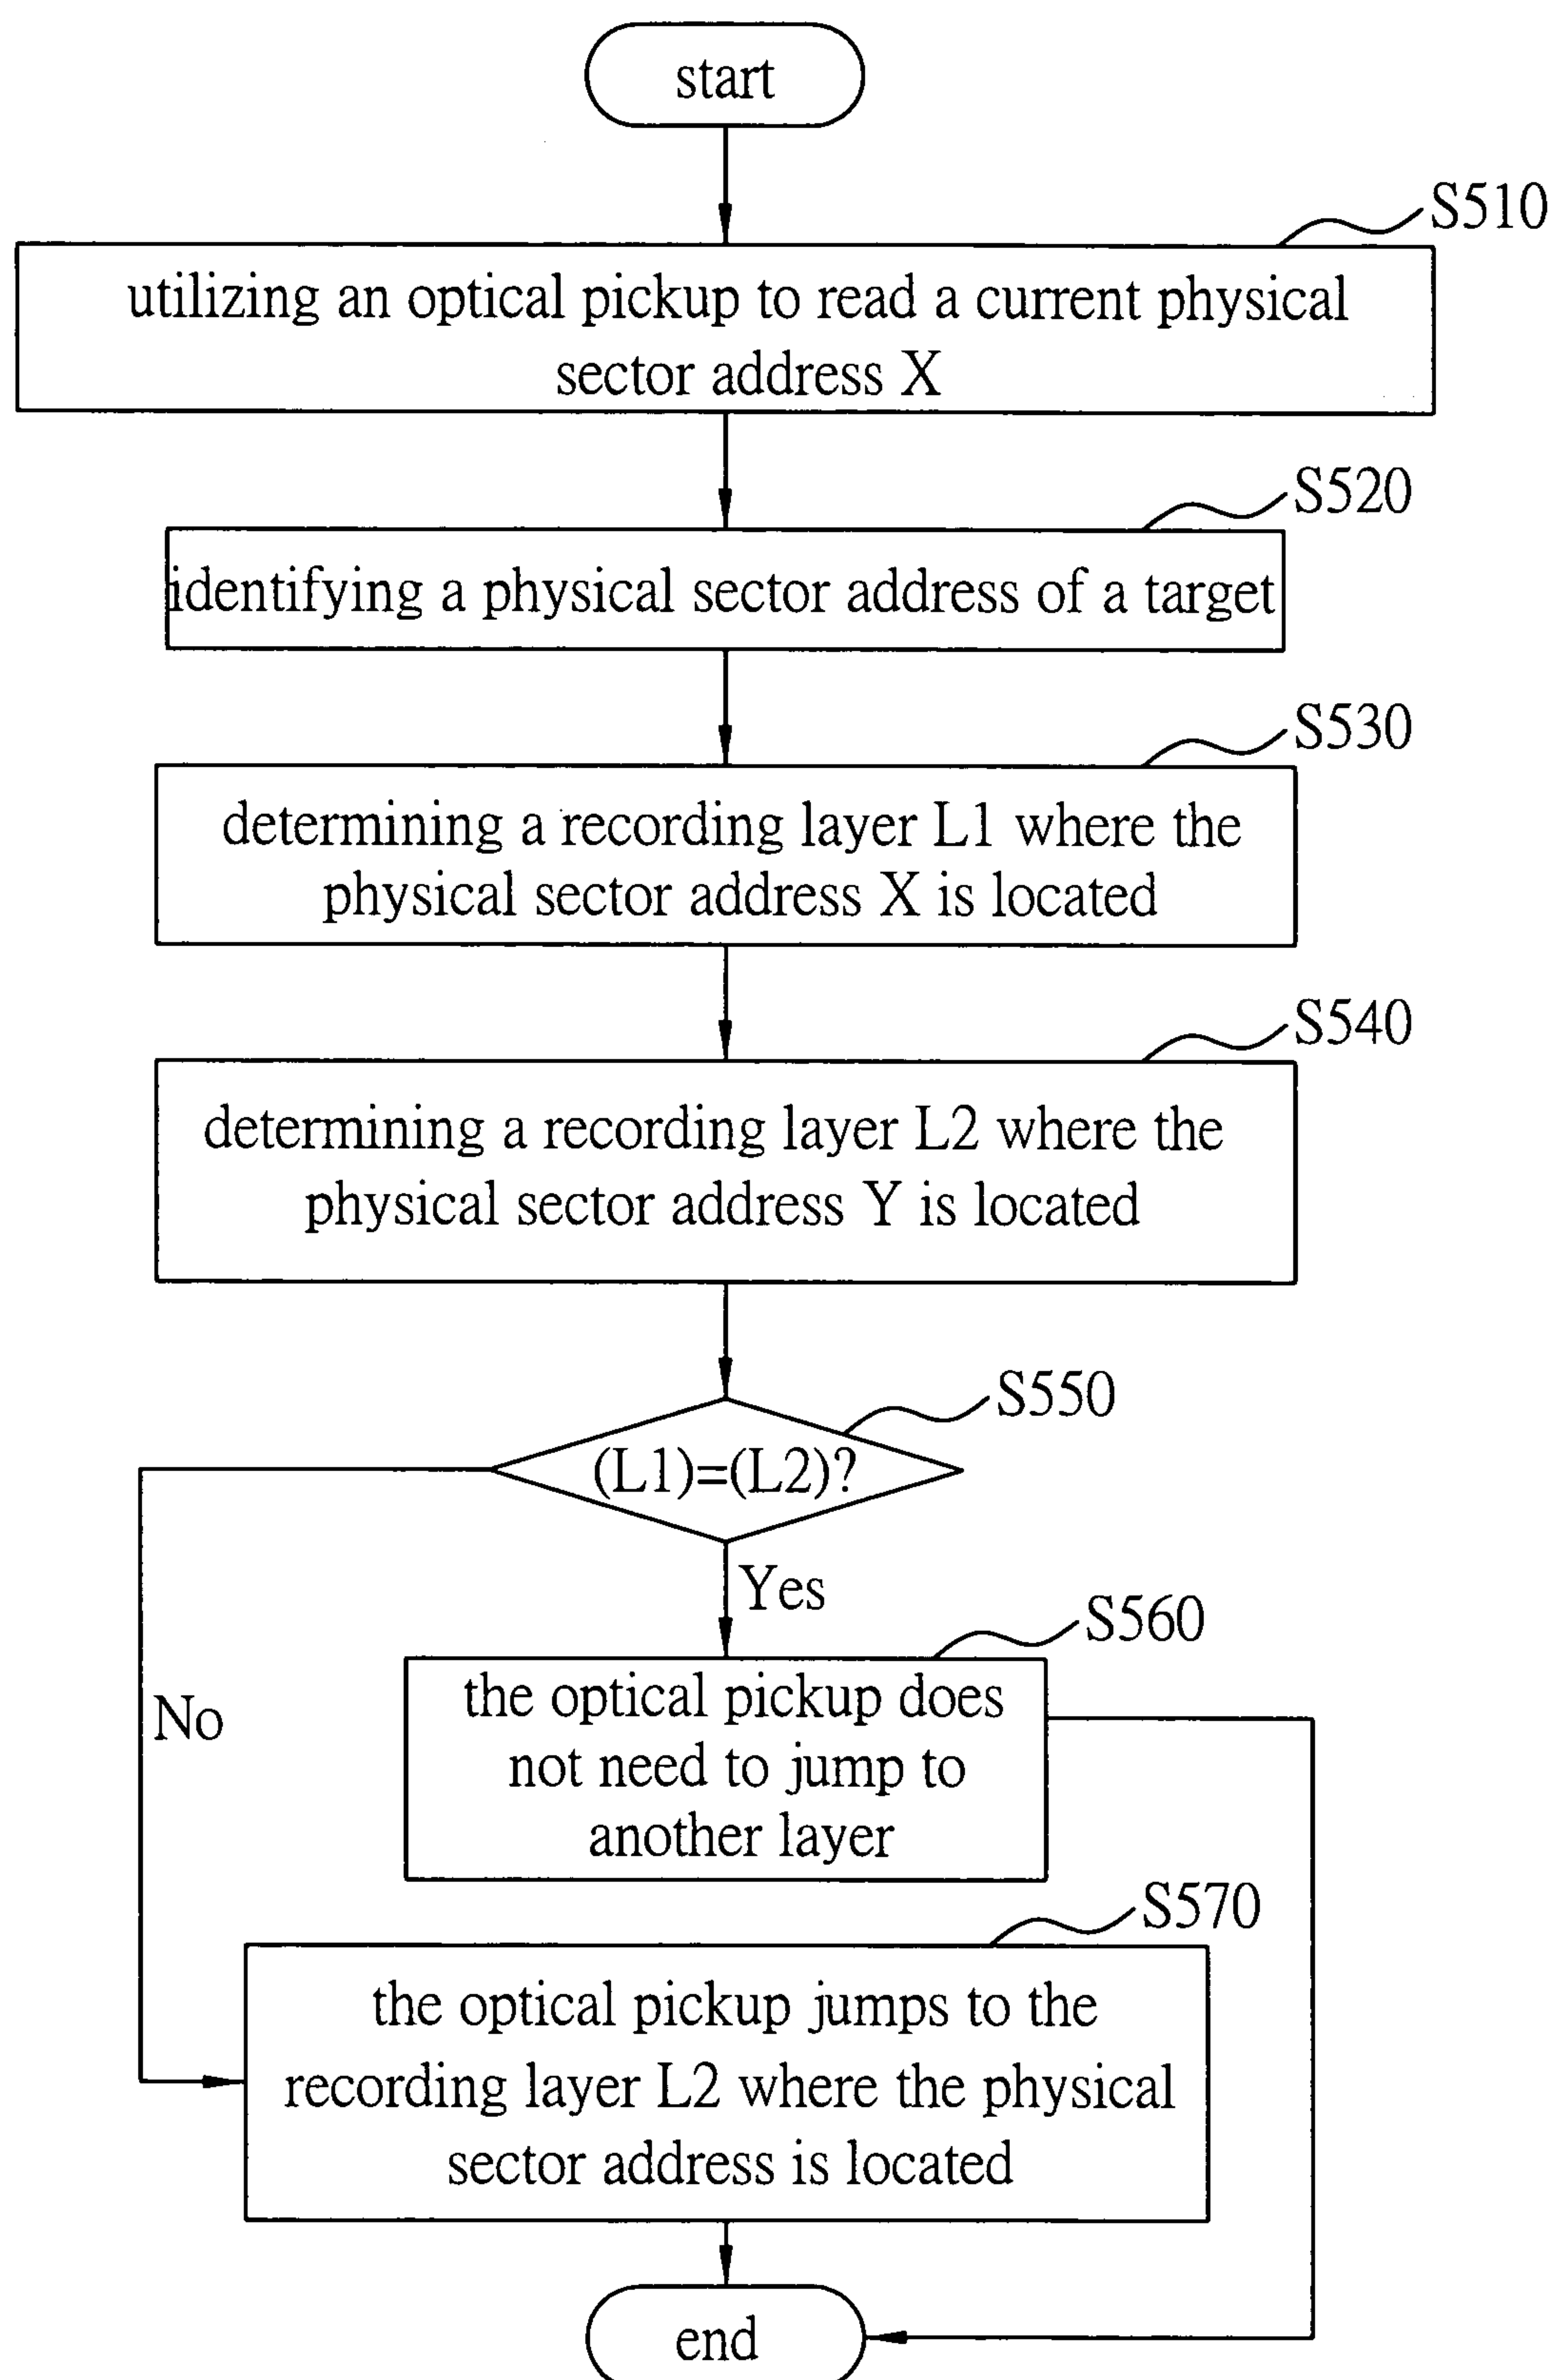 start
S510
utilizing an optical pickup to read a current physical
sector address X
S520
identifying a physical sector address of a target
S530
determining a recording layer L1 where the
physical sector address X is located
S540
determining a recording layer L2 where the
physical sector address Y is located
S550
(L1)=(L2)?
Yes
S560
the optical pickup does
not need to jump to
another layer
No
S570
the optical pickup jumps to the
recording layer L2 where the physical
sector address is located
end